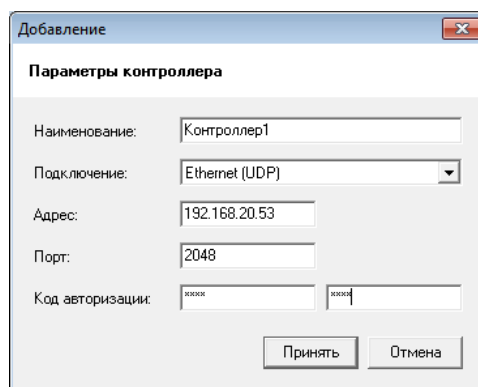 Добавление
Параметры контроллера
Наименование: Контроллер1
Подключение: Ethernet (UDP)
Адрес: 192.168.20.53
Порт: 2048
Код авторизации: **** ****
Принять Отмена